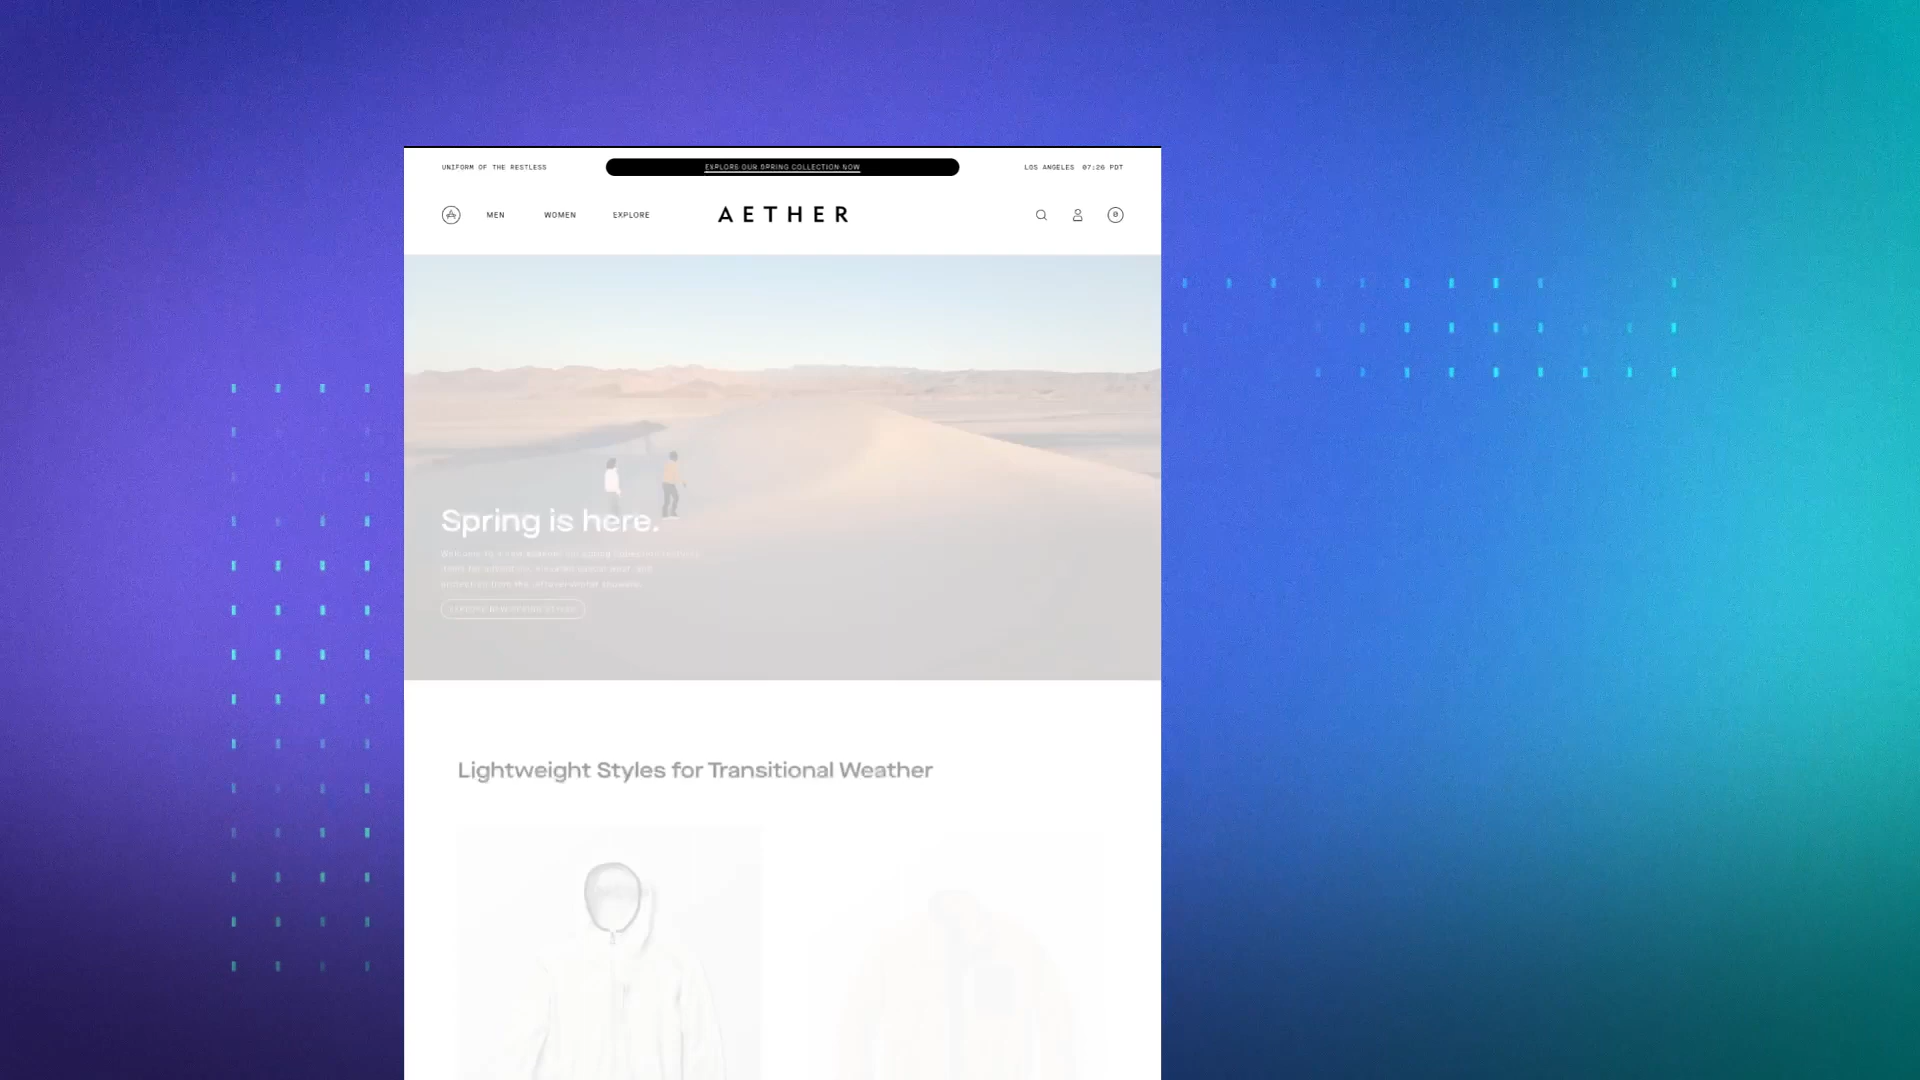 UNIFORM OF THE RESTLESS
EXPLORE OUR SPRING COLLECTION NOW
LOS ANGELES 07:26 PDT
MEN
WOMEN
EXPLORE
AETHER
0
Spring is here.
Lightweight Styles for Transitional Weather